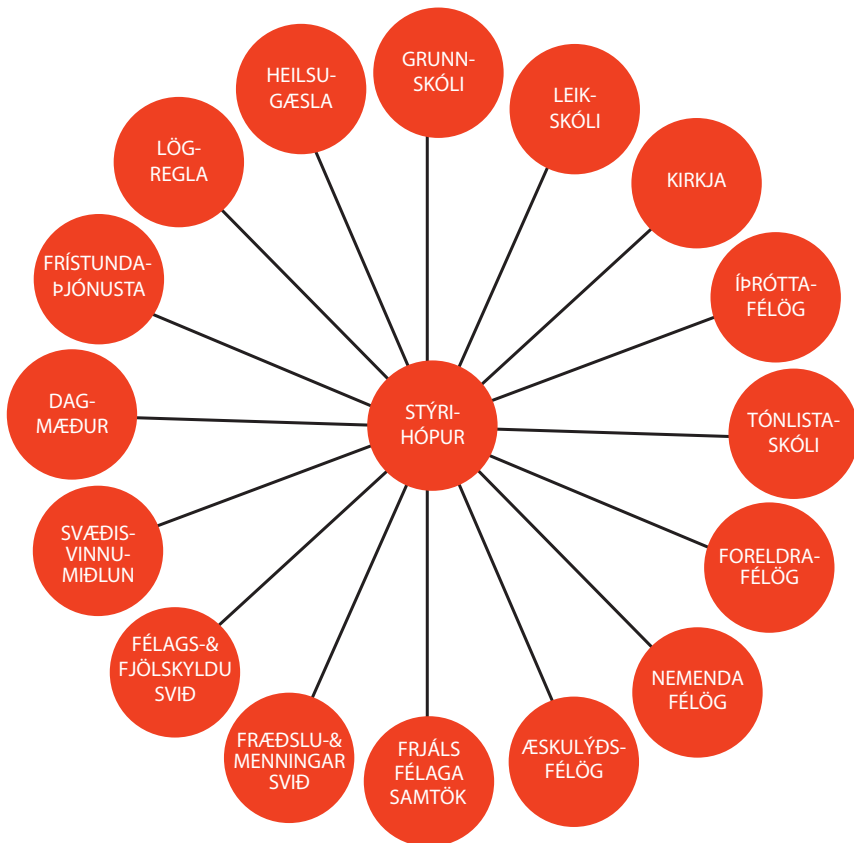 GRUNN-
SKÓLI
LEIK-
SKÓLI
KIRKJA
ÍÞRÓTTA-
FÉLÖG
TÓNLISTA-
SKÓLI
FORELDRA-
FÉLÖG
NEMENDA
FÉLÖG
ÆSKULÝÐS-
FÉLÖG
FRJÁLS
FÉLAGA
SAMTÖK
FRÆÐSLU-&
MENNINGAR
SVIÐ
FÉLAGS-&
FJÖLSKYLDU
SVIÐ
SVÆÐIS-
VINNU-
MIÐLUN
DAG-
MÆÐUR
FRÍSTUNDA-
ÞJÓNUSTA
LÖG-
REGLA
HEILSU-
GÆSLA
STÝRI-
HÓPUR